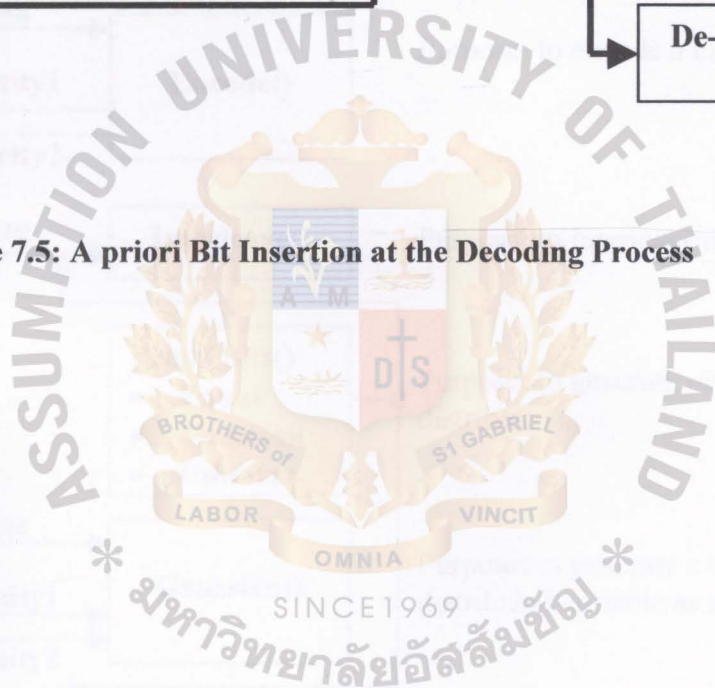 De-
e 7.5: A priori Bit Insertion at the Decoding Process
ASSUMPTION UNIVERSITY OF THAILAND
A M
D S
BROTHERS of
St GABRIEL
LABOR
VINCIT
OMNIA
* *
SINCE1969
มหาวิทยาลัยอัสสัมชัญ